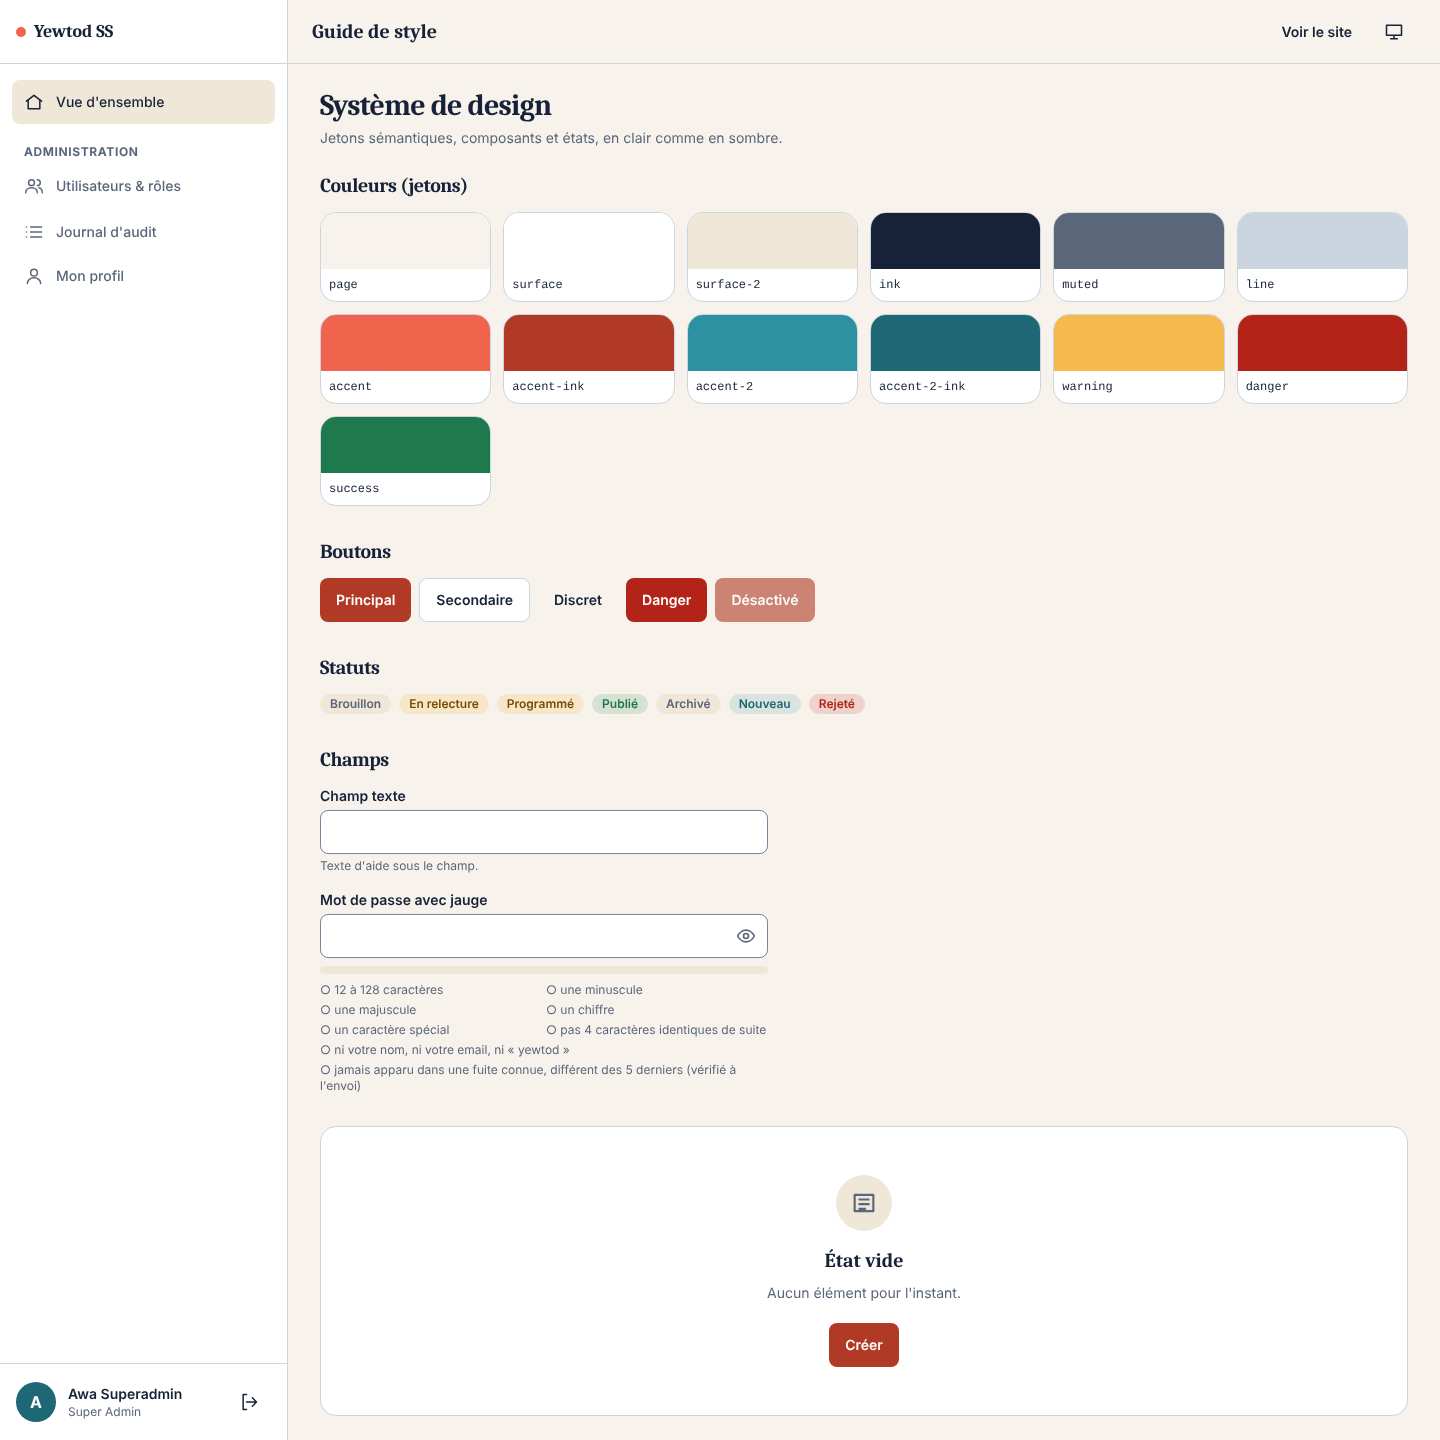 Yewtod SS
Guide de style
Voir le site
Vue d'ensemble
ADMINISTRATION
Utilisateurs & rôles
Journal d'audit
Mon profil
Système de design
Jetons sémantiques, composants et états, en clair comme en sombre.
Couleurs (jetons)
page
surface
surface-2
ink
muted
line
accent
accent-ink
accent-2
accent-2-ink
warning
danger
success
Boutons
Principal
Secondaire
Discret
Danger
Désactivé
Statuts
Brouillon
En relecture
Programmé
Publié
Archivé
Nouveau
Rejeté
Champs
Champ texte
Texte d'aide sous le champ.
Mot de passe avec jauge
12 à 128 caractères
une minuscule
une majuscule
un chiffre
un caractère spécial
pas 4 caractères identiques de suite
ni votre nom, ni votre email, ni « yewtod »
jamais apparu dans une fuite connue, différent des 5 derniers (vérifié à
l'envoi)
État vide
Aucun élément pour l'instant.
Créer
A
Awa Superadmin
Super Admin